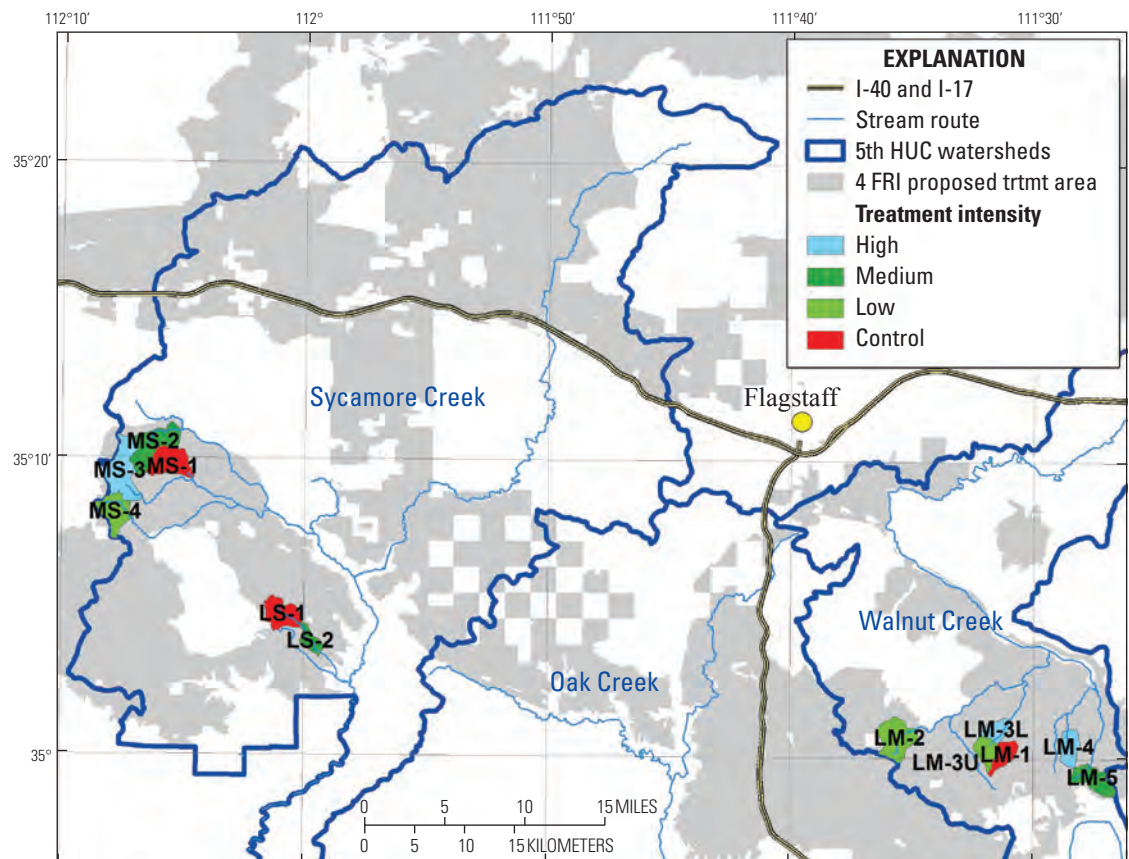 112°10'
112°
111°50'
111°40'
111°30'
EXPLANATION
I-40 and I-17
Stream route
5th HUC watersheds
4 FRI proposed trtmt area
Treatment intensity
High
Medium
Low
Control
35°20'
Sycamore Creek
Flagstaff
MS-2
35°10'
MS-3
MS-1
MS-4
LS-1
LS-2
Walnut Creek
Oak Creek
LM-2
LM-3L
LM-3U
LM-1
LM-4
LM-5
35°
0 5 10 15 MILES
0 5 10 15 KILOMETERS